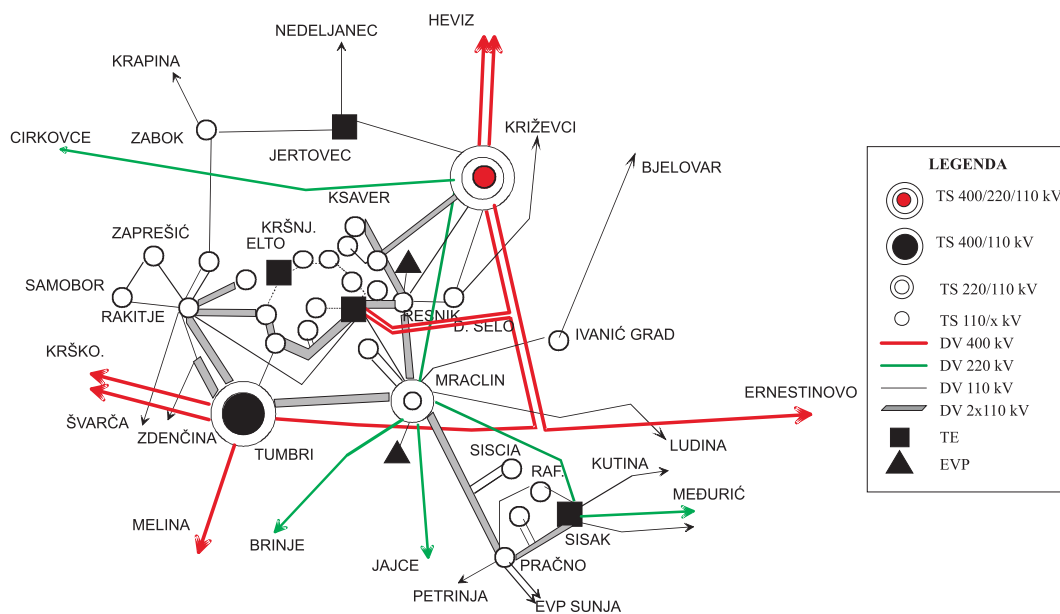 HEVIZ
NEDELJANEC
KRAPINA
KRIŽEVCI
CIRKOVCE
ZABOK
JERTOVEC
BJELOVAR
KSAVER
KRŠNJ.
ELTO
ZAPREŠIĆ
SAMOBOR
RAKITJE
RESNIK
D. SELO
IVANIĆ GRAD
KRŠKO.
MRACLIN
ERNESTINOVO
ŠVARČA
ZDENČINA
TUMBRI
LUDINA
SISCIA
RAF.
KUTINA
MEĐURIĆ
MELINA
BRINJE
JAJCE
SISAK
PRAČNO
PETRINJA
EVP SUNJA
LEGENDA
TS 400/220/110 kV
TS 400/110 kV
TS 220/110 kV
TS 110/x kV
DV 400 kV
DV 220 kV
DV 110 kV
DV 2x110 kV
TE
EVP